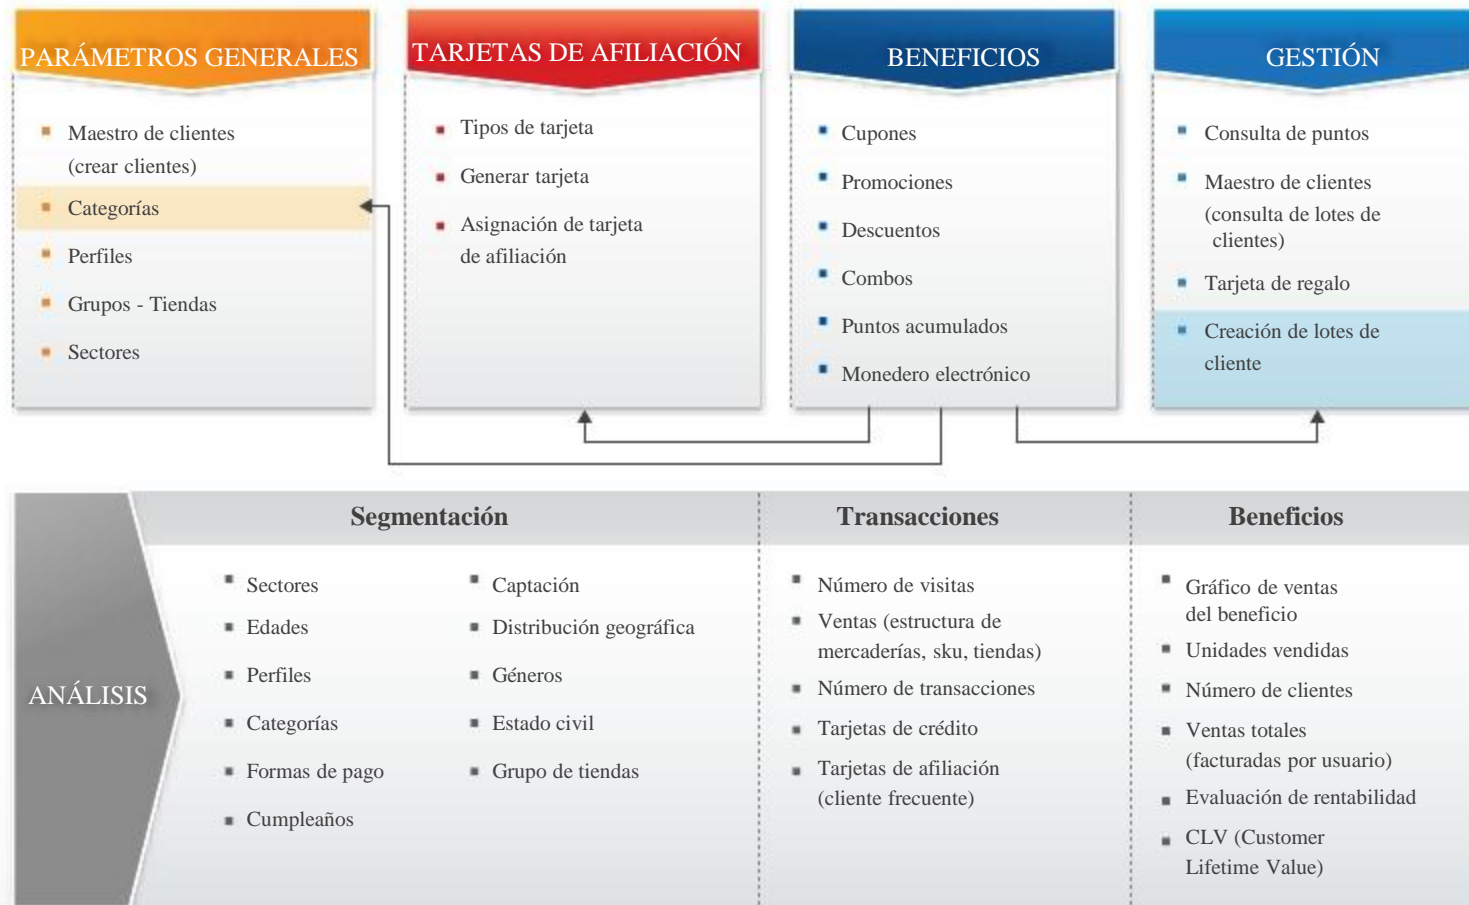 PARÁMETROS GENERALES
Maestro de clientes
(crear clientes)
Categorías
Perfiles
Grupos - Tiendas
Sectores
TARJETAS DE AFILIACIÓN
Tipos de tarjeta
Generar tarjeta
Asignación de tarjeta
de afiliación
BENEFICIOS
Cupones
Promociones
Descuentos
Combos
Puntos acumulados
Monedero electrónico
GESTIÓN
Consulta de puntos
Maestro de clientes
(consulta de lotes de
clientes)
Tarjeta de regalo
Creación de lotes de
cliente
ANÁLISIS
Segmentación
Sectores
Edades
Perfiles
Categorías
Formas de pago
Cumpleaños
Captación
Distribución geográfica
Géneros
Estado civil
Grupo de tiendas
Transacciones
Número de visitas
Ventas (estructura de
mercaderías, sku, tiendas)
Número de transacciones
Tarjetas de crédito
Tarjetas de afiliación
(cliente frecuente)
Beneficios
Gráfico de ventas
del beneficio
Unidades vendidas
Número de clientes
Ventas totales
(facturadas por usuario)
Evaluación de rentabilidad
CLV (Customer
Lifetime Value)